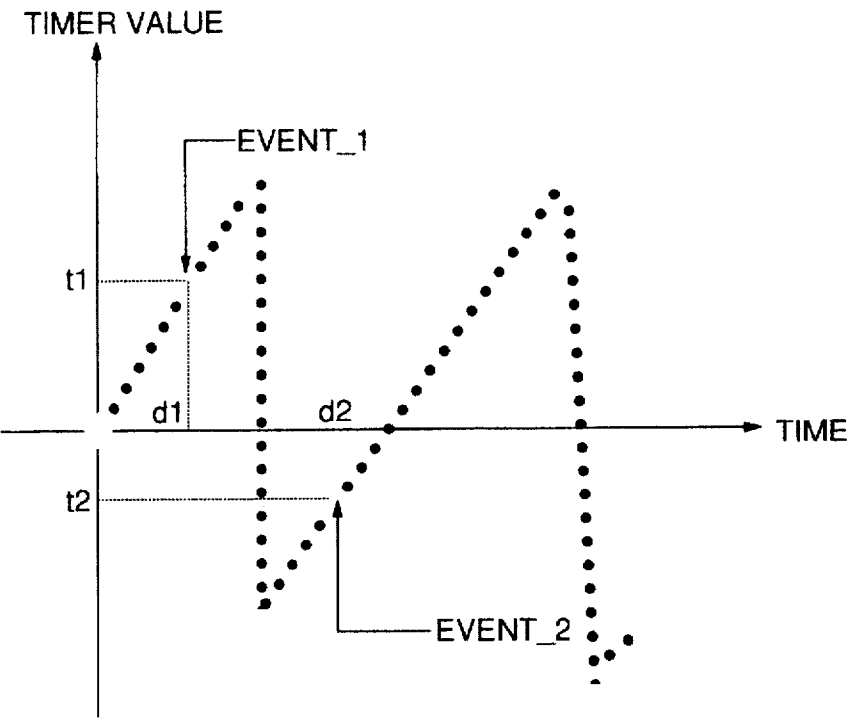 TIMER VALUE
EVENT_1
t1
d1
d2
TIME
t2
EVENT_2